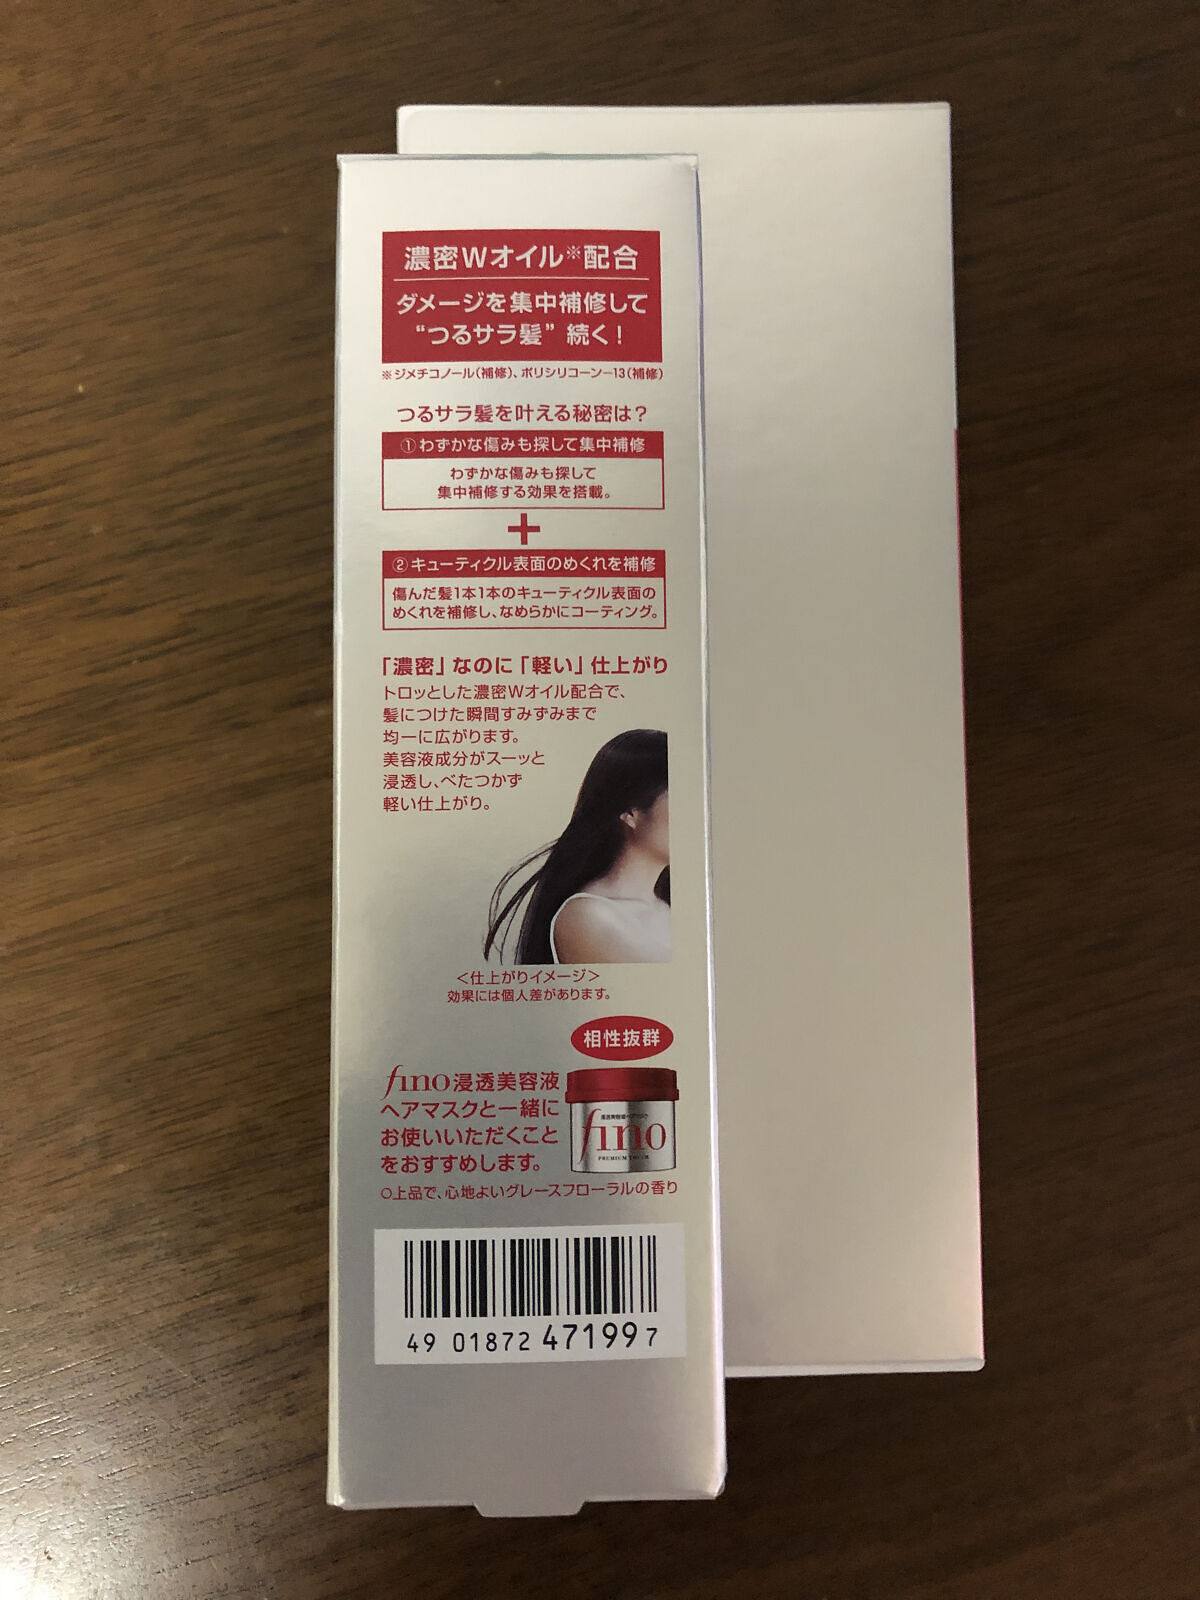 濃密Wオイル※配合
ダメージを集中補修して
“つるサラ髪”続く！
※ジメチコノール(補修)、ポリシリコーン-13(補修)
つるサラ髪を叶える秘密は？
①わずかな傷みも探して集中補修
わずかな傷みも探して
集中補修する効果を搭載。
+
②キューティクル表面のめくれを補修
傷んだ髪1本1本のキューティクル表面の
めくれを補修し、なめらかにコーティング。
「濃密」なのに「軽い」仕上がり
トロッとした濃密Wオイル配合で、
髪につけた瞬間すみずみまで
均一に広がります。
美容液成分がスーッと
浸透し、べたつかず
軽い仕上がり。
＜仕上がりイメージ＞
効果には個人差があります。
相性抜群
fino浸透美容液
ヘアマスクと一緒に
お使いいただくこと
をおすすめします。
浸透美容液ヘアマスク
fino
PREMIUM TOUCH
○上品で、心地よいグレースフローラルの香り
49 01872 471997